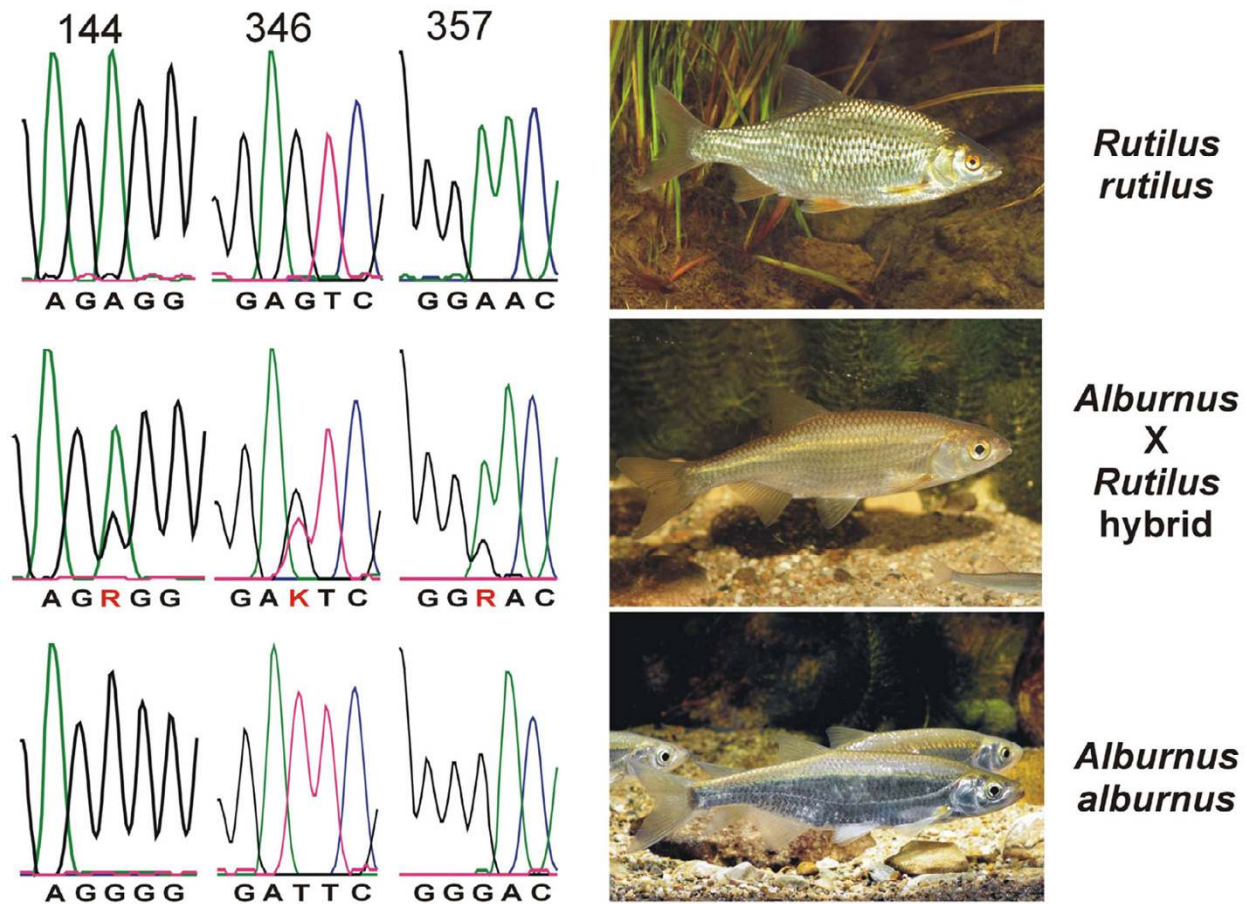 144 346 357
AGAGG GAGTC GGAAC
Rutilus
rutilus
AGRGG GAKTC GGRAC
Alburnus
X
Rutilus
hybrid
AGGGG GATTC GGGAC
Alburnus
alburnus